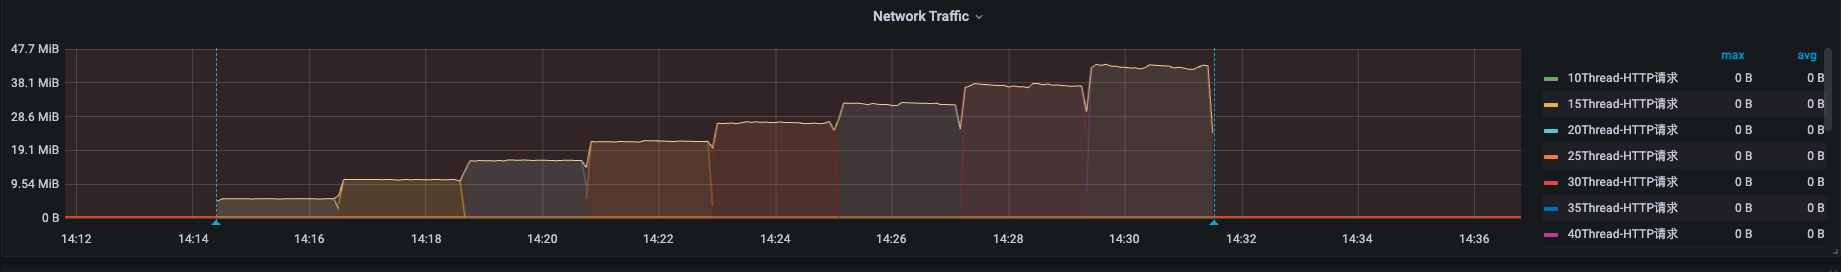 Network Traffic
47.7 MiB
38.1 MiB
28.6 MiB
19.1 MiB
9.54 MiB
0 B
14:12 14:14 14:16 14:18 14:20 14:22 14:24 14:26 14:28 14:30 14:32 14:34 14:36
max avg
10Thread-HTTP请求 0 B 0 B
15Thread-HTTP请求 0 B 0 B
20Thread-HTTP请求 0 B 0 B
25Thread-HTTP请求 0 B 0 B
30Thread-HTTP请求 0 B 0 B
35Thread-HTTP请求 0 B 0 B
40Thread-HTTP请求 0 B 0 B